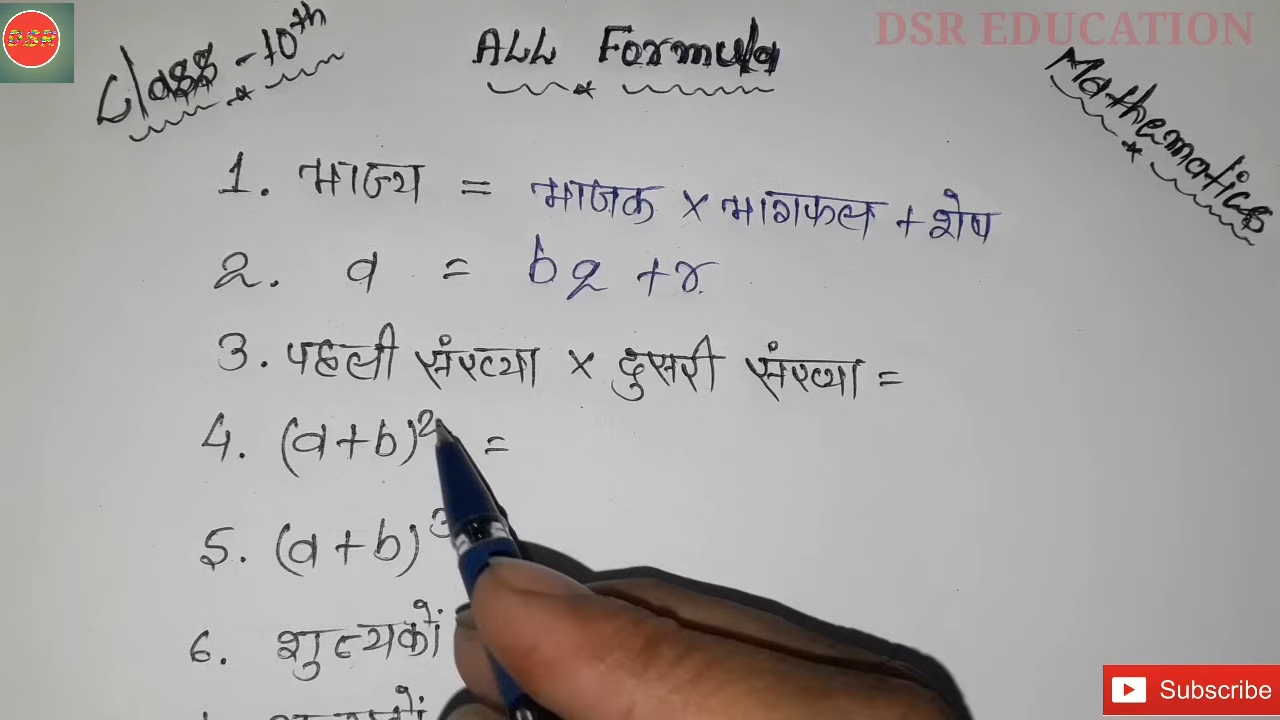 DSR
DSR EDUCATION
Class - 10th
ALL Formula
Mathematics
1. भाज्य = भाजक × भागफल + शेष
2. a = bq + r.
3. पहली संख्या × दुसरी संख्या =
4. (a+b)² =
5. (a+b)³
6. शुन्यकों
Subscribe